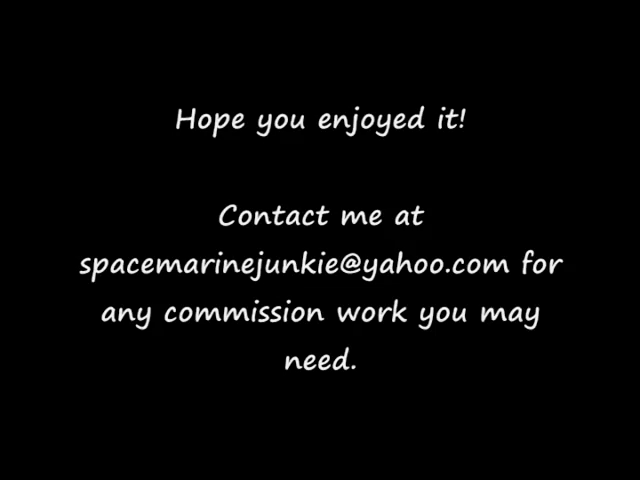 Hope you enjoyed it!
Contact me at
spacemarinejunkie@yahoo.com for
any commission work you may
need.